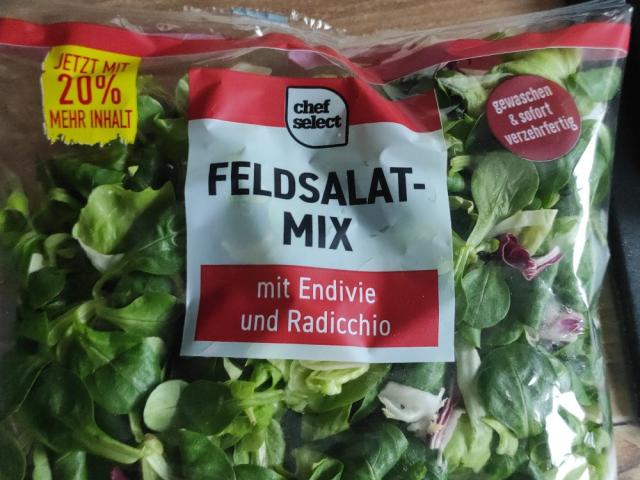 JETZT MIT
20%
MEHR INHALT
chef
select
gewaschen
& sofort
verzehrfertig
FELDSALAT-
MIX
mit Endivie
und Radicchio